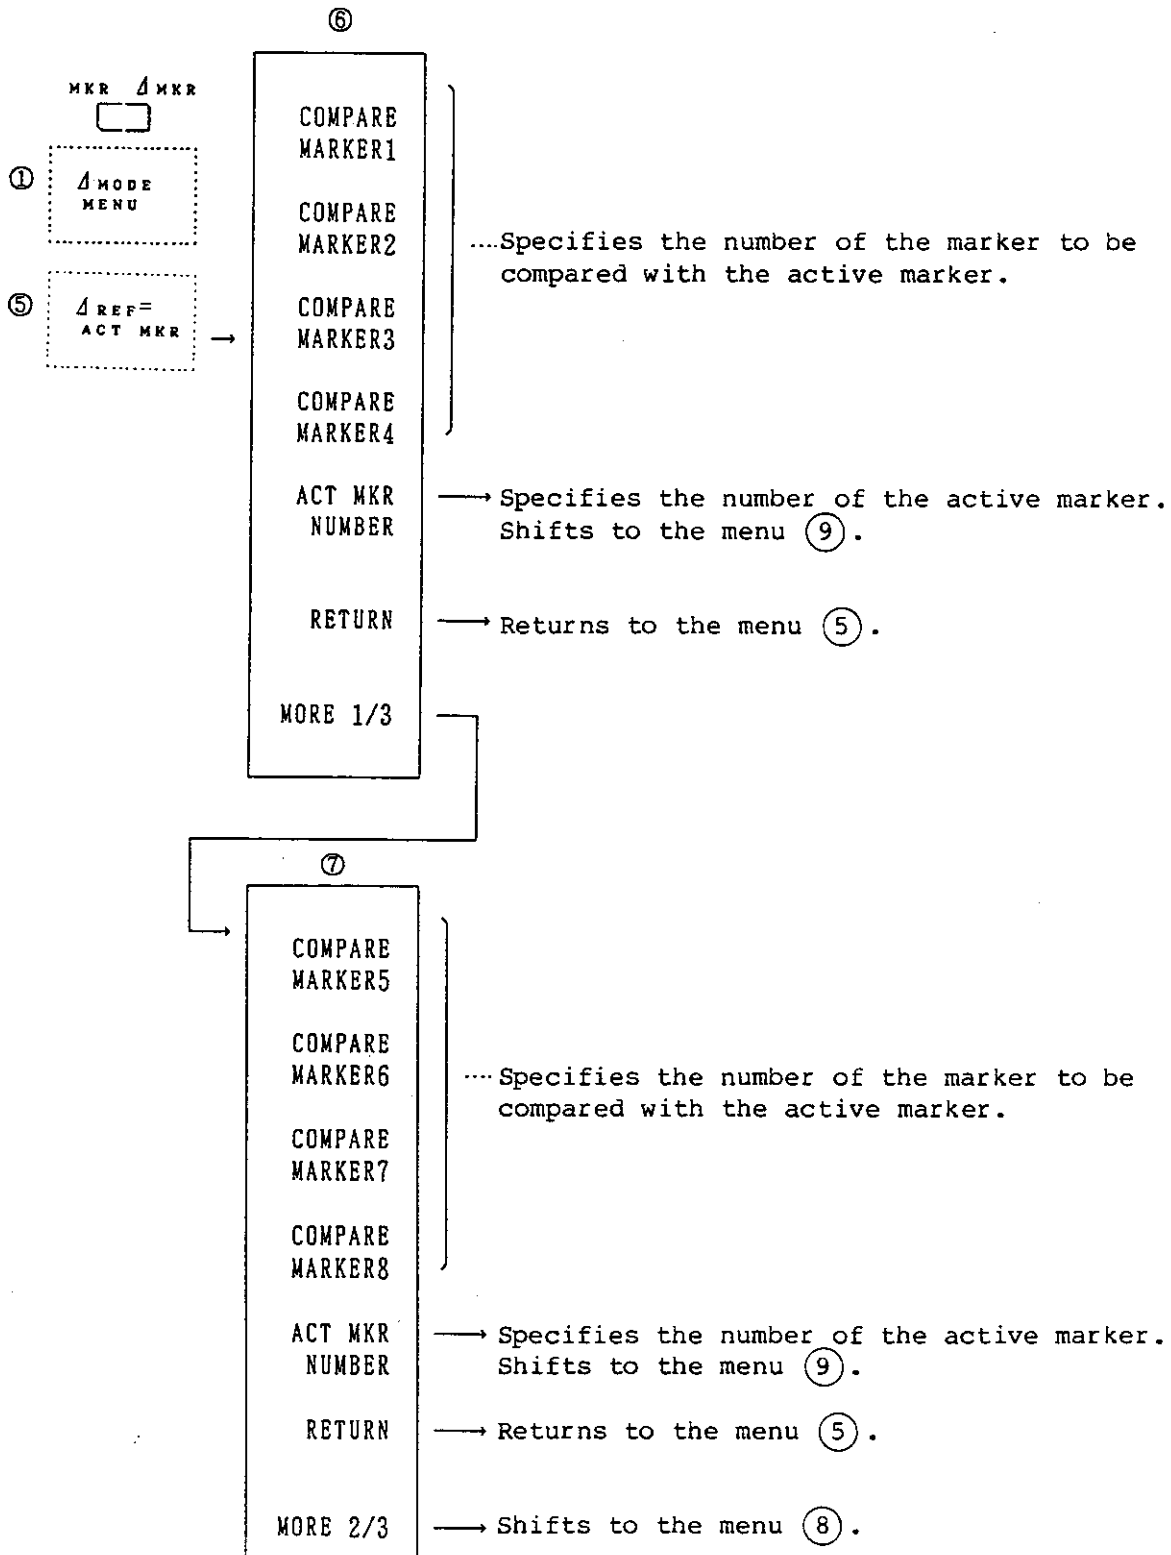 ⑥
MKR ΔMKR
① ΔMODE
MENU
⑤ ΔREF=
ACT MKR →
COMPARE
MARKER1
COMPARE
MARKER2
COMPARE
MARKER3
COMPARE
MARKER4
....Specifies the number of the marker to be
compared with the active marker.
ACT MKR → Specifies the number of the active marker.
NUMBER Shifts to the menu ⑨.
RETURN → Returns to the menu ⑤.
MORE 1/3
⑦
COMPARE
MARKER5
COMPARE
MARKER6
COMPARE
MARKER7
COMPARE
MARKER8
....Specifies the number of the marker to be
compared with the active marker.
ACT MKR → Specifies the number of the active marker.
NUMBER Shifts to the menu ⑨.
RETURN → Returns to the menu ⑤.
MORE 2/3 → Shifts to the menu ⑧.